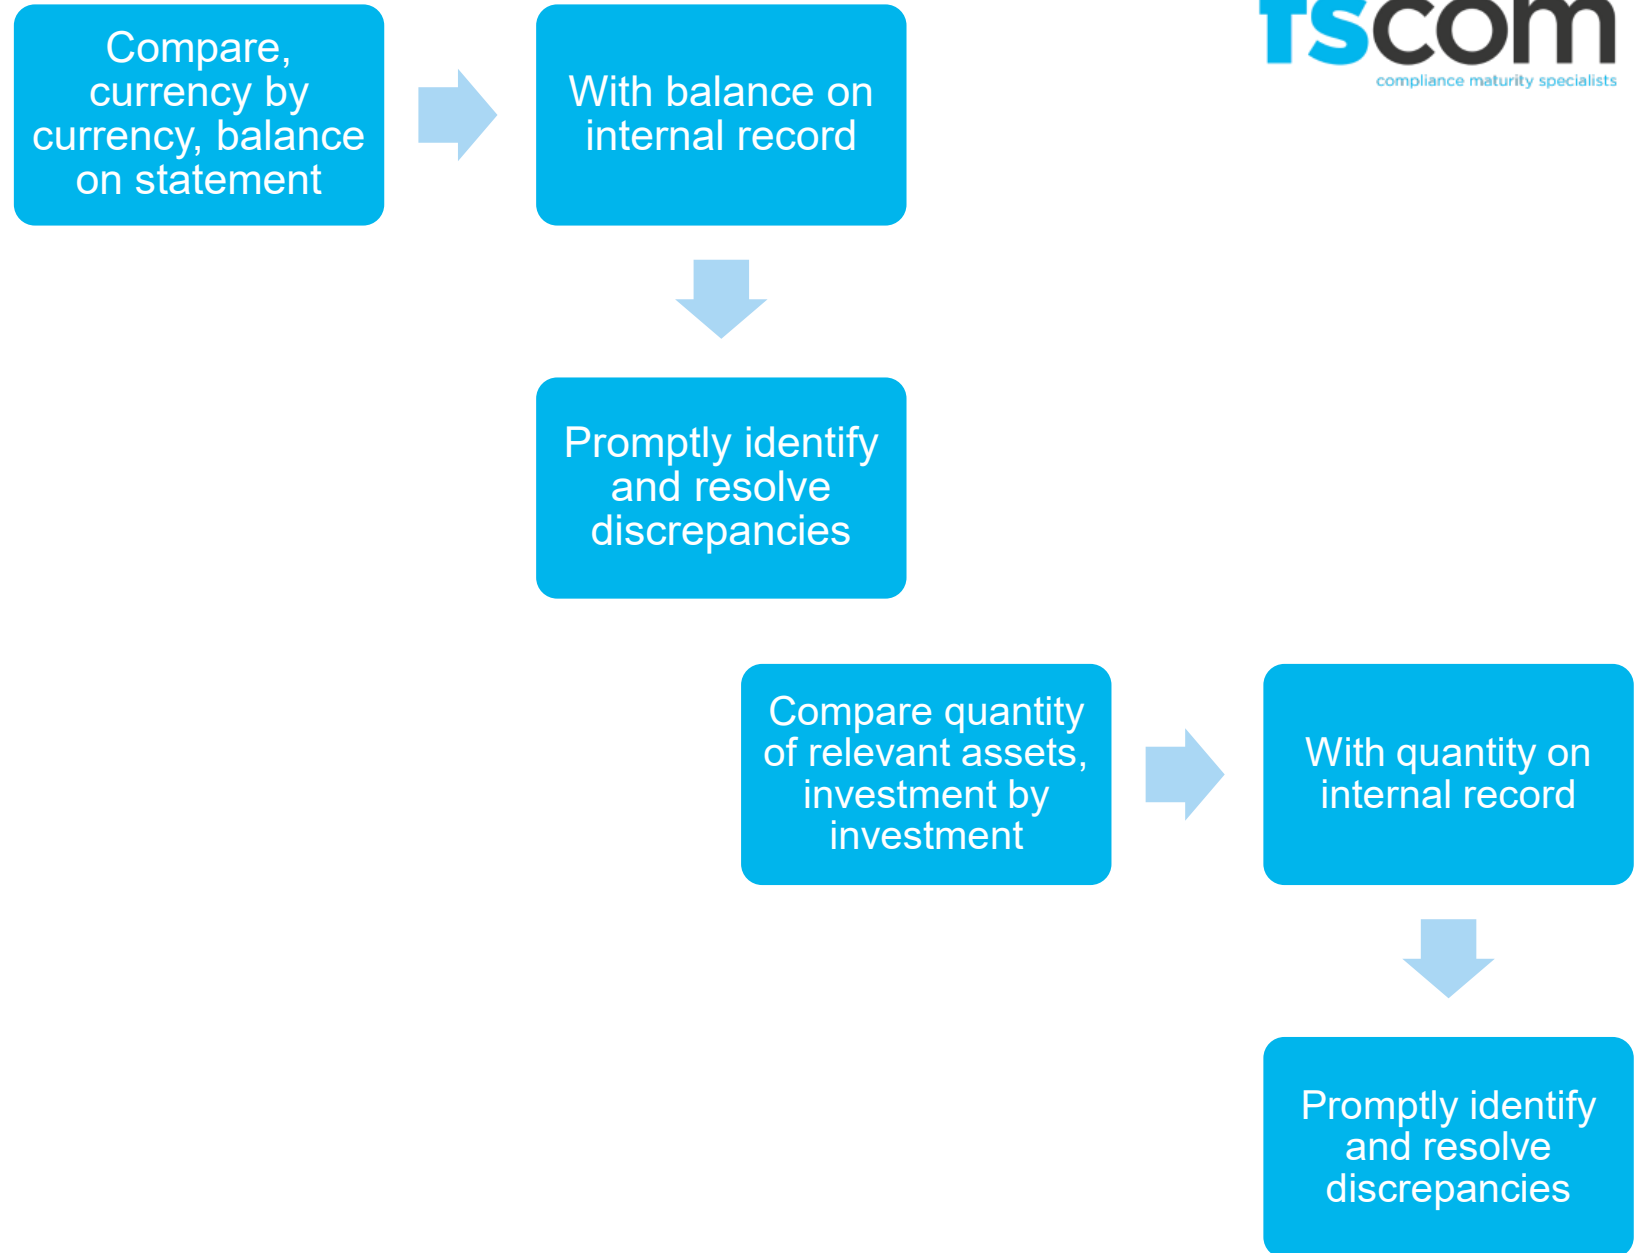 Compare,
currency by
currency, balance
on statement
With balance on
internal record
fscom
compliance maturity specialists
Promptly identify
and resolve
discrepancies
Compare quantity
of relevant assets,
investment by
investment
With quantity on
internal record
Promptly identify
and resolve
discrepancies